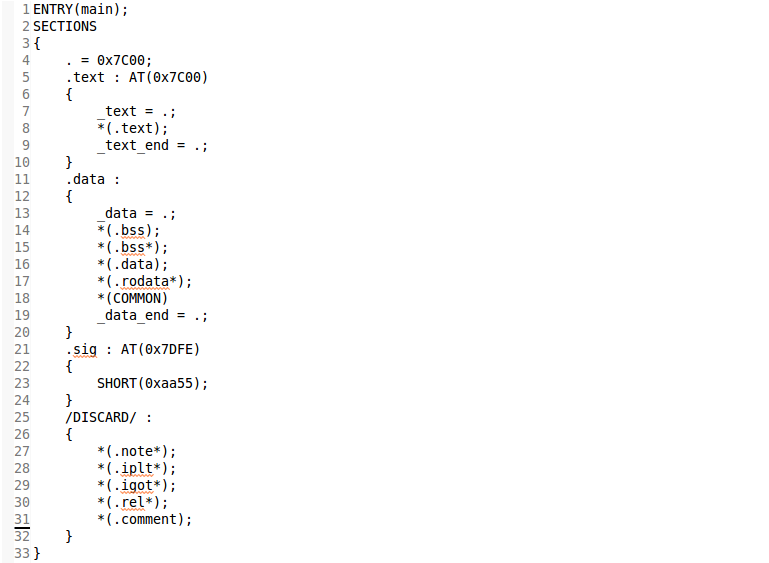 1 ENTRY(main);
2 SECTIONS
3 {
4     . = 0x7C00;
5     .text : AT(0x7C00)
6     {
7         _text = .;
8         *(.text);
9         _text_end = .;
10     }
11     .data :
12     {
13         _data = .;
14         *(.bss);
15         *(.bss*);
16         *(.data);
17         *(.rodata*);
18         *(COMMON)
19         _data_end = .;
20     }
21     .sig : AT(0x7DFE)
22     {
23         SHORT(0xaa55);
24     }
25     /DISCARD/ :
26     {
27         *(.note*);
28         *(.iplt*);
29         *(.igot*);
30         *(.rel*);
31         *(.comment);
32     }
33 }